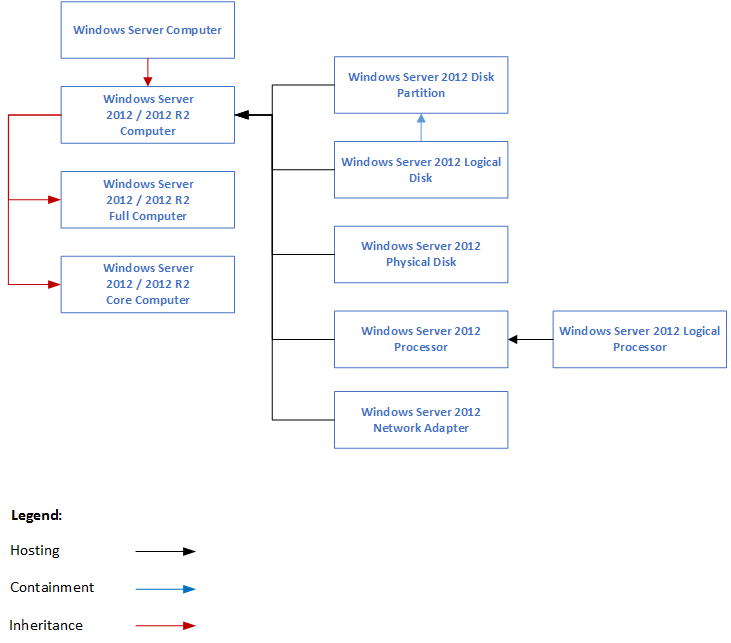 Windows Server Computer
Windows Server
2012 / 2012 R2
Computer
Windows Server
2012 / 2012 R2
Full Computer
Windows Server
2012 / 2012 R2
Core Computer
Windows Server 2012 Disk
Partition
Windows Server 2012 Logical
Disk
Windows Server 2012
Physical Disk
Windows Server 2012
Processor
Windows Server 2012 Logical
Processor
Windows Server 2012
Network Adapter
Legend:
Hosting
Containment
Inheritance